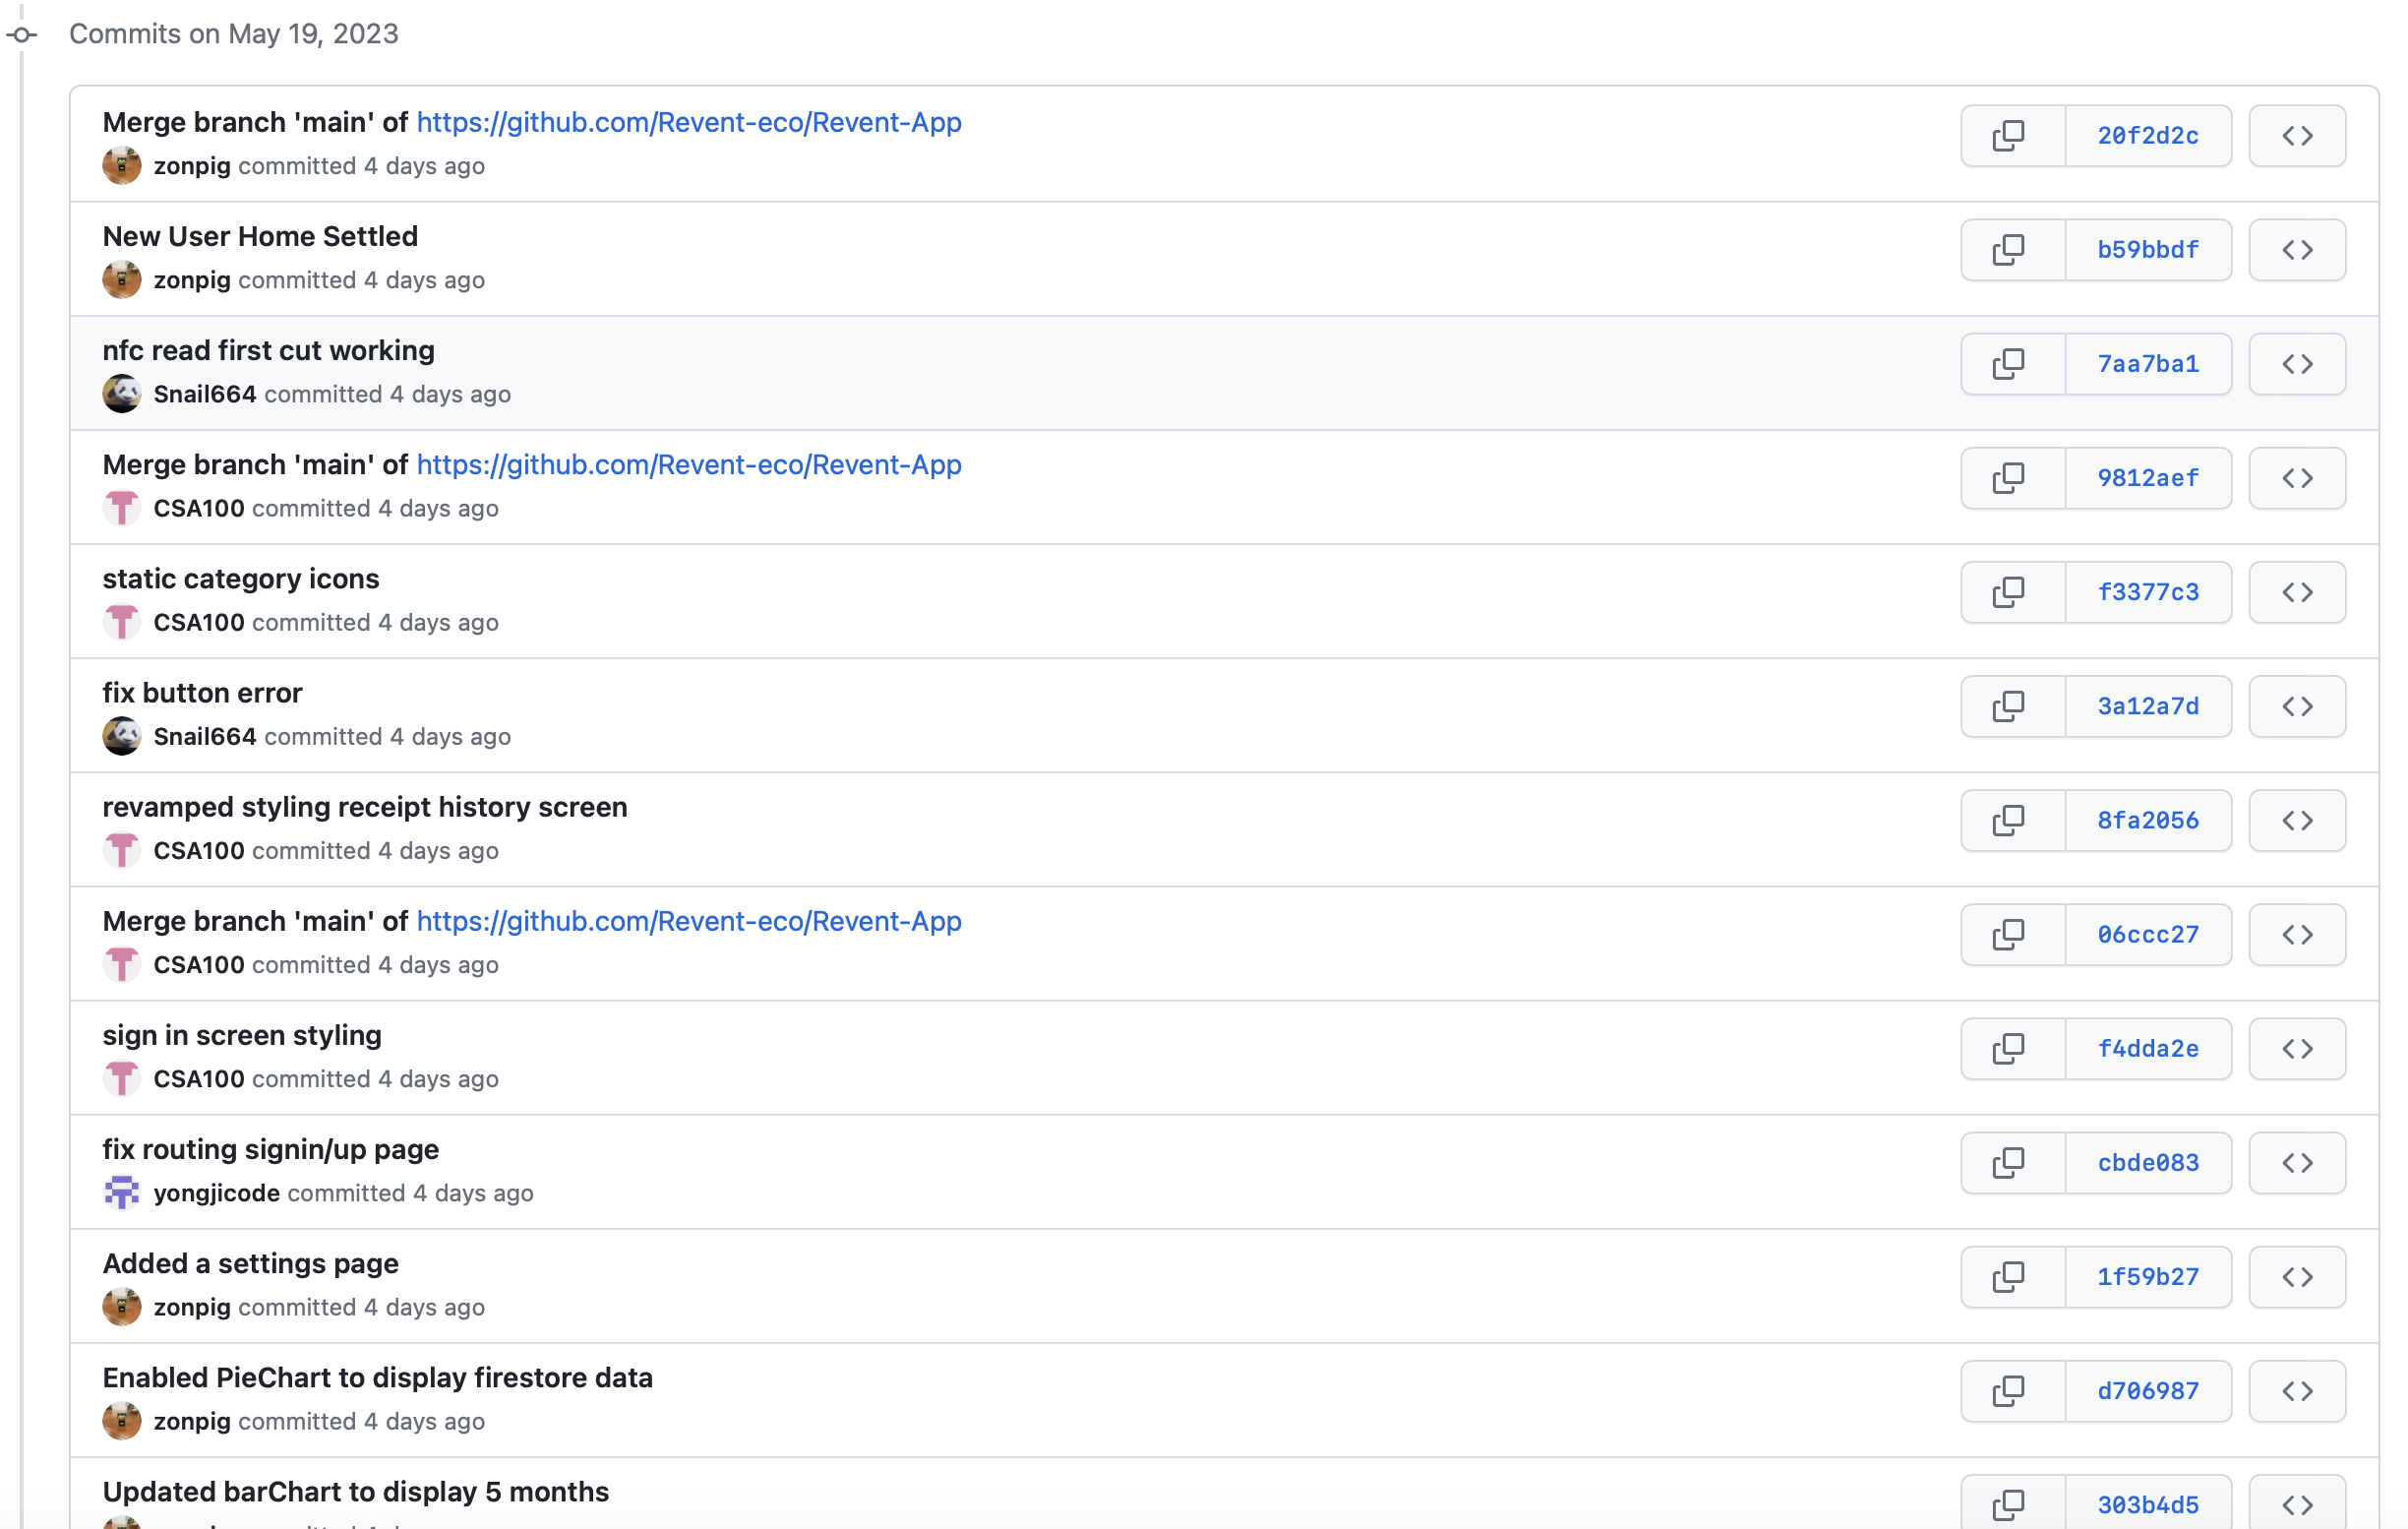 Commits on May 19, 2023
Merge branch 'main' of https://github.com/Revent-eco/Revent-App
20f2d2c
zonpig committed 4 days ago
New User Home Settled
b59bbdf
zonpig committed 4 days ago
nfc read first cut working
7aa7ba1
Snail664 committed 4 days ago
Merge branch 'main' of https://github.com/Revent-eco/Revent-App
9812aef
CSA100 committed 4 days ago
static category icons
f3377c3
CSA100 committed 4 days ago
fix button error
3a12a7d
Snail664 committed 4 days ago
revamped styling receipt history screen
8fa2056
CSA100 committed 4 days ago
Merge branch 'main' of https://github.com/Revent-eco/Revent-App
06ccc27
CSA100 committed 4 days ago
sign in screen styling
f4dda2e
CSA100 committed 4 days ago
fix routing signin/up page
cbde083
yongjicode committed 4 days ago
Added a settings page
1f59b27
zonpig committed 4 days ago
Enabled PieChart to display firestore data
d706987
zonpig committed 4 days ago
Updated barChart to display 5 months
303b4d5